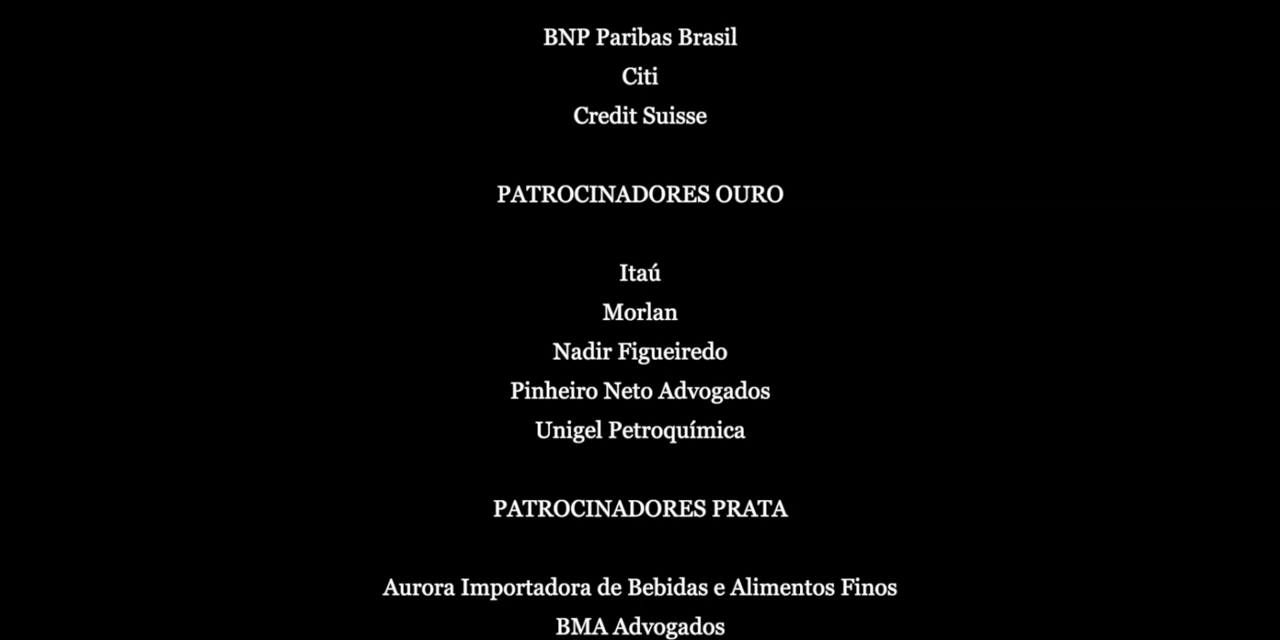 BNP Paribas Brasil
Citi
Credit Suisse
PATROCINADORES OURO
Itaú
Morlan
Nadir Figueiredo
Pinheiro Neto Advogados
Unigel Petroquímica
PATROCINADORES PRATA
Aurora Importadora de Bebidas e Alimentos Finos
BMA Advogados